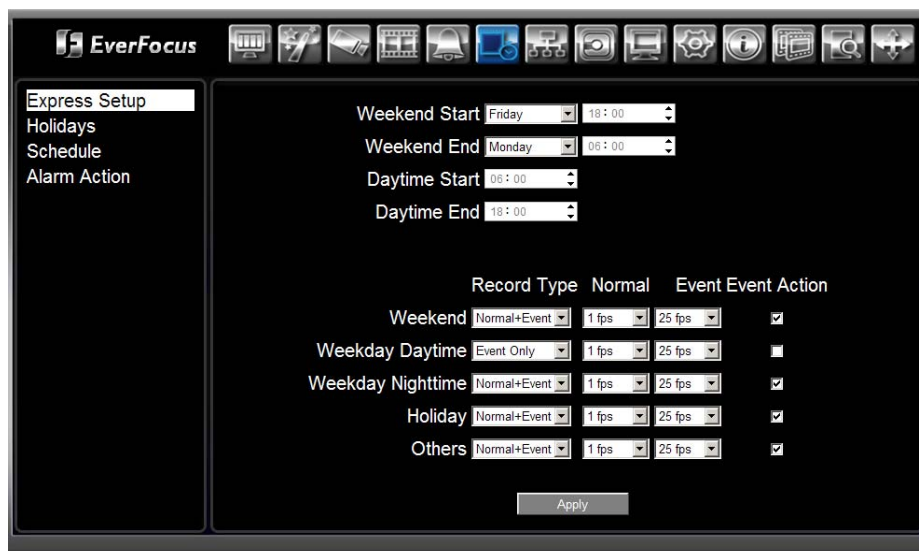 EverFocus
Express Setup
Holidays
Schedule
Alarm Action
Weekend Start Friday 18:00
Weekend End Monday 06:00
Daytime Start 06:00
Daytime End 18:00
Record Type Normal Event Event Action
Weekend Normal+Event 1 fps 25 fps
Weekday Daytime Event Only 1 fps 25 fps
Weekday Nighttime Normal+Event 1 fps 25 fps
Holiday Normal+Event 1 fps 25 fps
Others Normal+Event 1 fps 25 fps
Apply